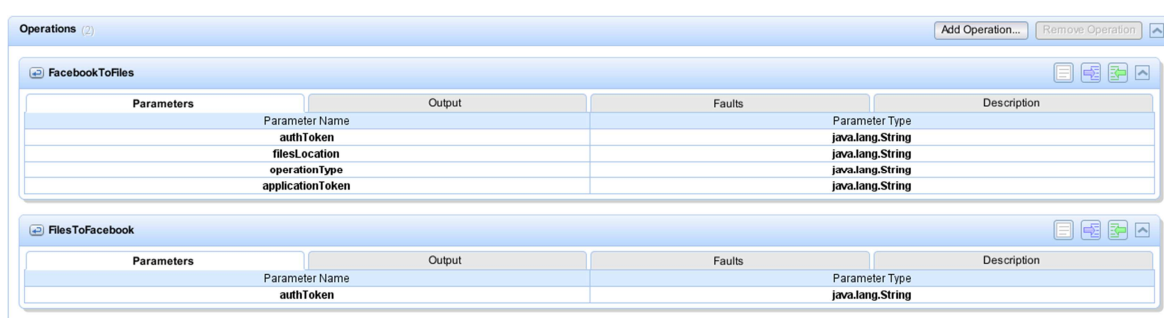 Operations (2) Add Operation... Remove Operation
FacebookToFiles
Parameters Output Faults Description
Parameter Name Parameter Type
authToken java.lang.String
filesLocation java.lang.String
operationType java.lang.String
applicationToken java.lang.String
FilesToFacebook
Parameters Output Faults Description
Parameter Name Parameter Type
authToken java.lang.String